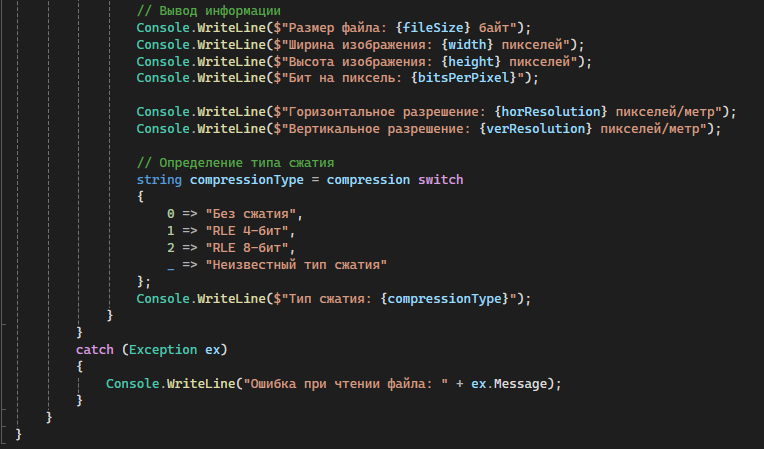 // Вывод информации
Console.WriteLine($"Размер файла: {fileSize} байт");
Console.WriteLine($"Ширина изображения: {width} пикселей");
Console.WriteLine($"Высота изображения: {height} пикселей");
Console.WriteLine($"Бит на пиксель: {bitsPerPixel}");
Console.WriteLine($"Горизонтальное разрешение: {horResolution} пикселей/метр");
Console.WriteLine($"Вертикальное разрешение: {verResolution} пикселей/метр");
// Определение типа сжатия
string compressionType = compression switch
{
0 => "Без сжатия",
1 => "RLE 4-бит",
2 => "RLE 8-бит",
_ => "Неизвестный тип сжатия"
};
Console.WriteLine($"Тип сжатия: {compressionType}");
}
}
catch (Exception ex)
{
Console.WriteLine("Ошибка при чтении файла: " + ex.Message);
}
}
}